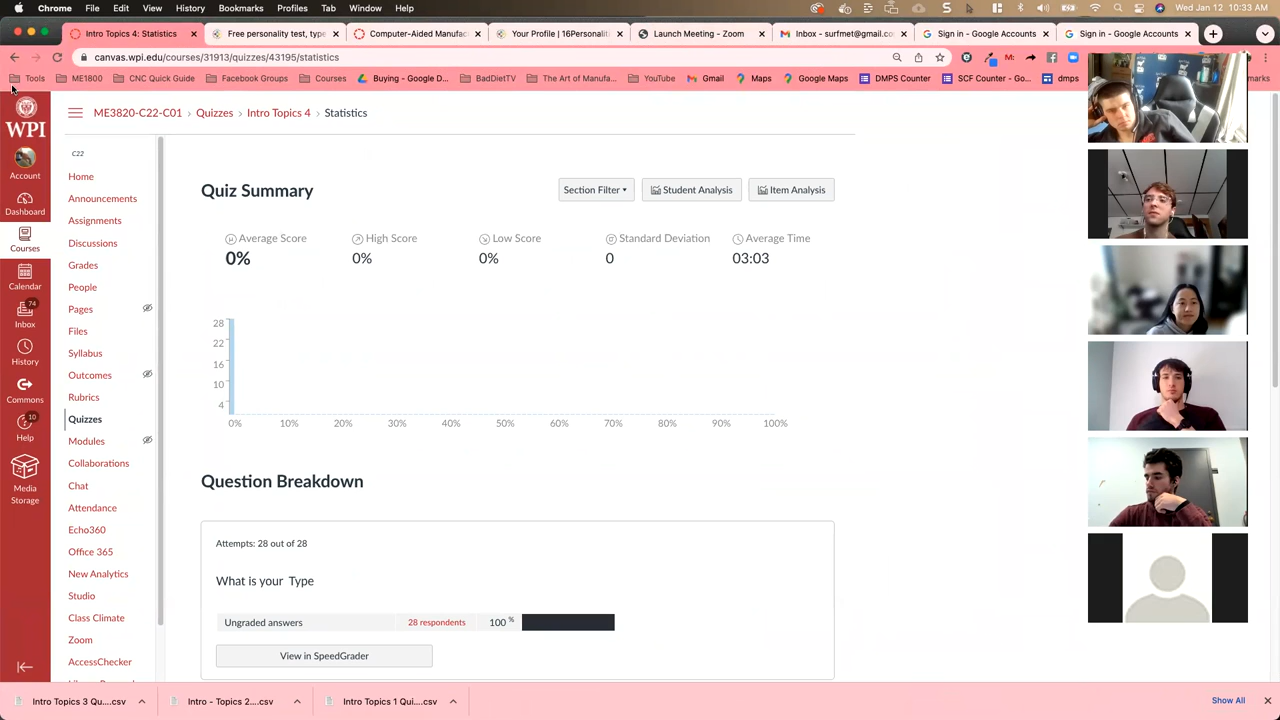 Chrome File Edit View History Bookmarks Profiles Tab Window Help Wed Jan 12 10:33 AM
Intro Topics 4: Statistics Free personality test, type Computer-Aided Manufac Your Profile | 16Personalit Launch Meeting - Zoom Inbox - surfmet@gmail.co Sign in - Google Accounts Sign in - Google Accounts
canvas.wpi.edu/courses/31913/quizzes/43195/statistics
Tools ME1800 CNC Quick Guide Facebook Groups Courses Buying - Google D... BadDietTV The Art of Manufa... YouTube Gmail Maps Google Maps DMPS Counter SCF Counter - Go... dmps
WPI
Account
Dashboard
Courses
Calendar
74
Inbox
History
Commons
10
Help
Media
Storage
ME3820-C22-C01 › Quizzes › Intro Topics 4 › Statistics
C22
Home
Announcements
Assignments
Discussions
Grades
People
Pages
Files
Syllabus
Outcomes
Rubrics
Quizzes
Modules
Collaborations
Chat
Attendance
Echo360
Office 365
New Analytics
Studio
Class Climate
Zoom
AccessChecker
Quiz Summary
Section Filter Student Analysis Item Analysis
Average Score High Score Low Score Standard Deviation Average Time
0% 0% 0% 0 03:03
28
22
16
10
4
0% 10% 20% 30% 40% 50% 60% 70% 80% 90% 100%
Question Breakdown
Attempts: 28 out of 28
What is your Type
Ungraded answers 28 respondents 100 %
View in SpeedGrader
Intro Topics 3 Qu....csv Intro - Topics 2....csv Intro Topics 1 Qui....csv Show All